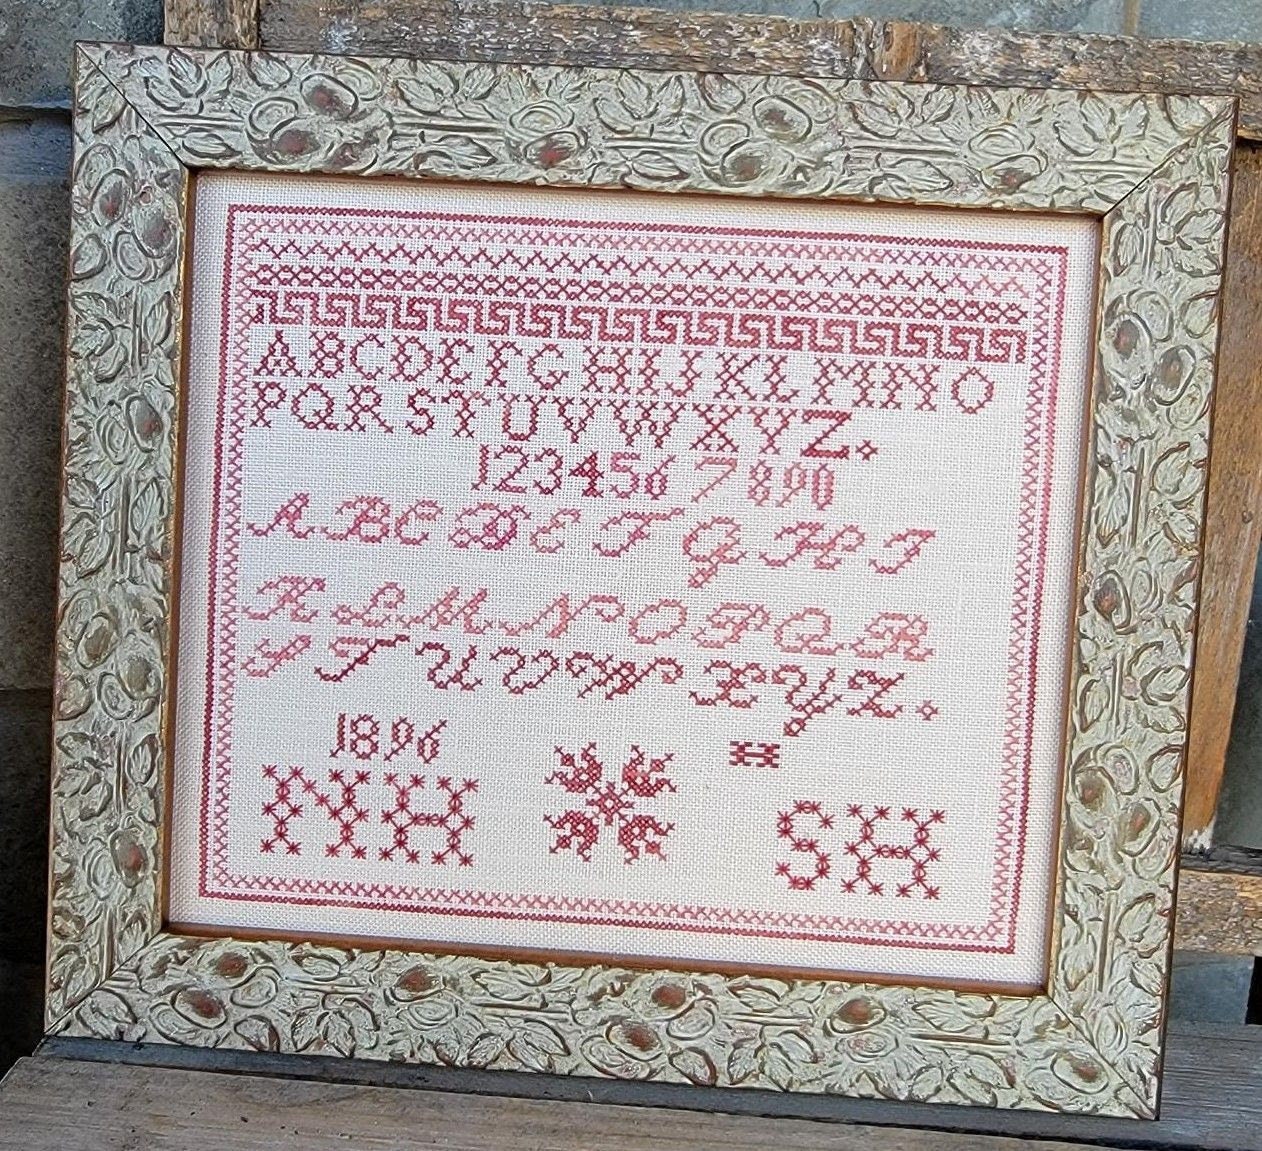 ABCDEFGHIJKLMNO
PQRSTUVWXYZ.
1234567890
ABCDEFGHI
KLMNOPQR
STUVWXYZ.
1896
NH SH